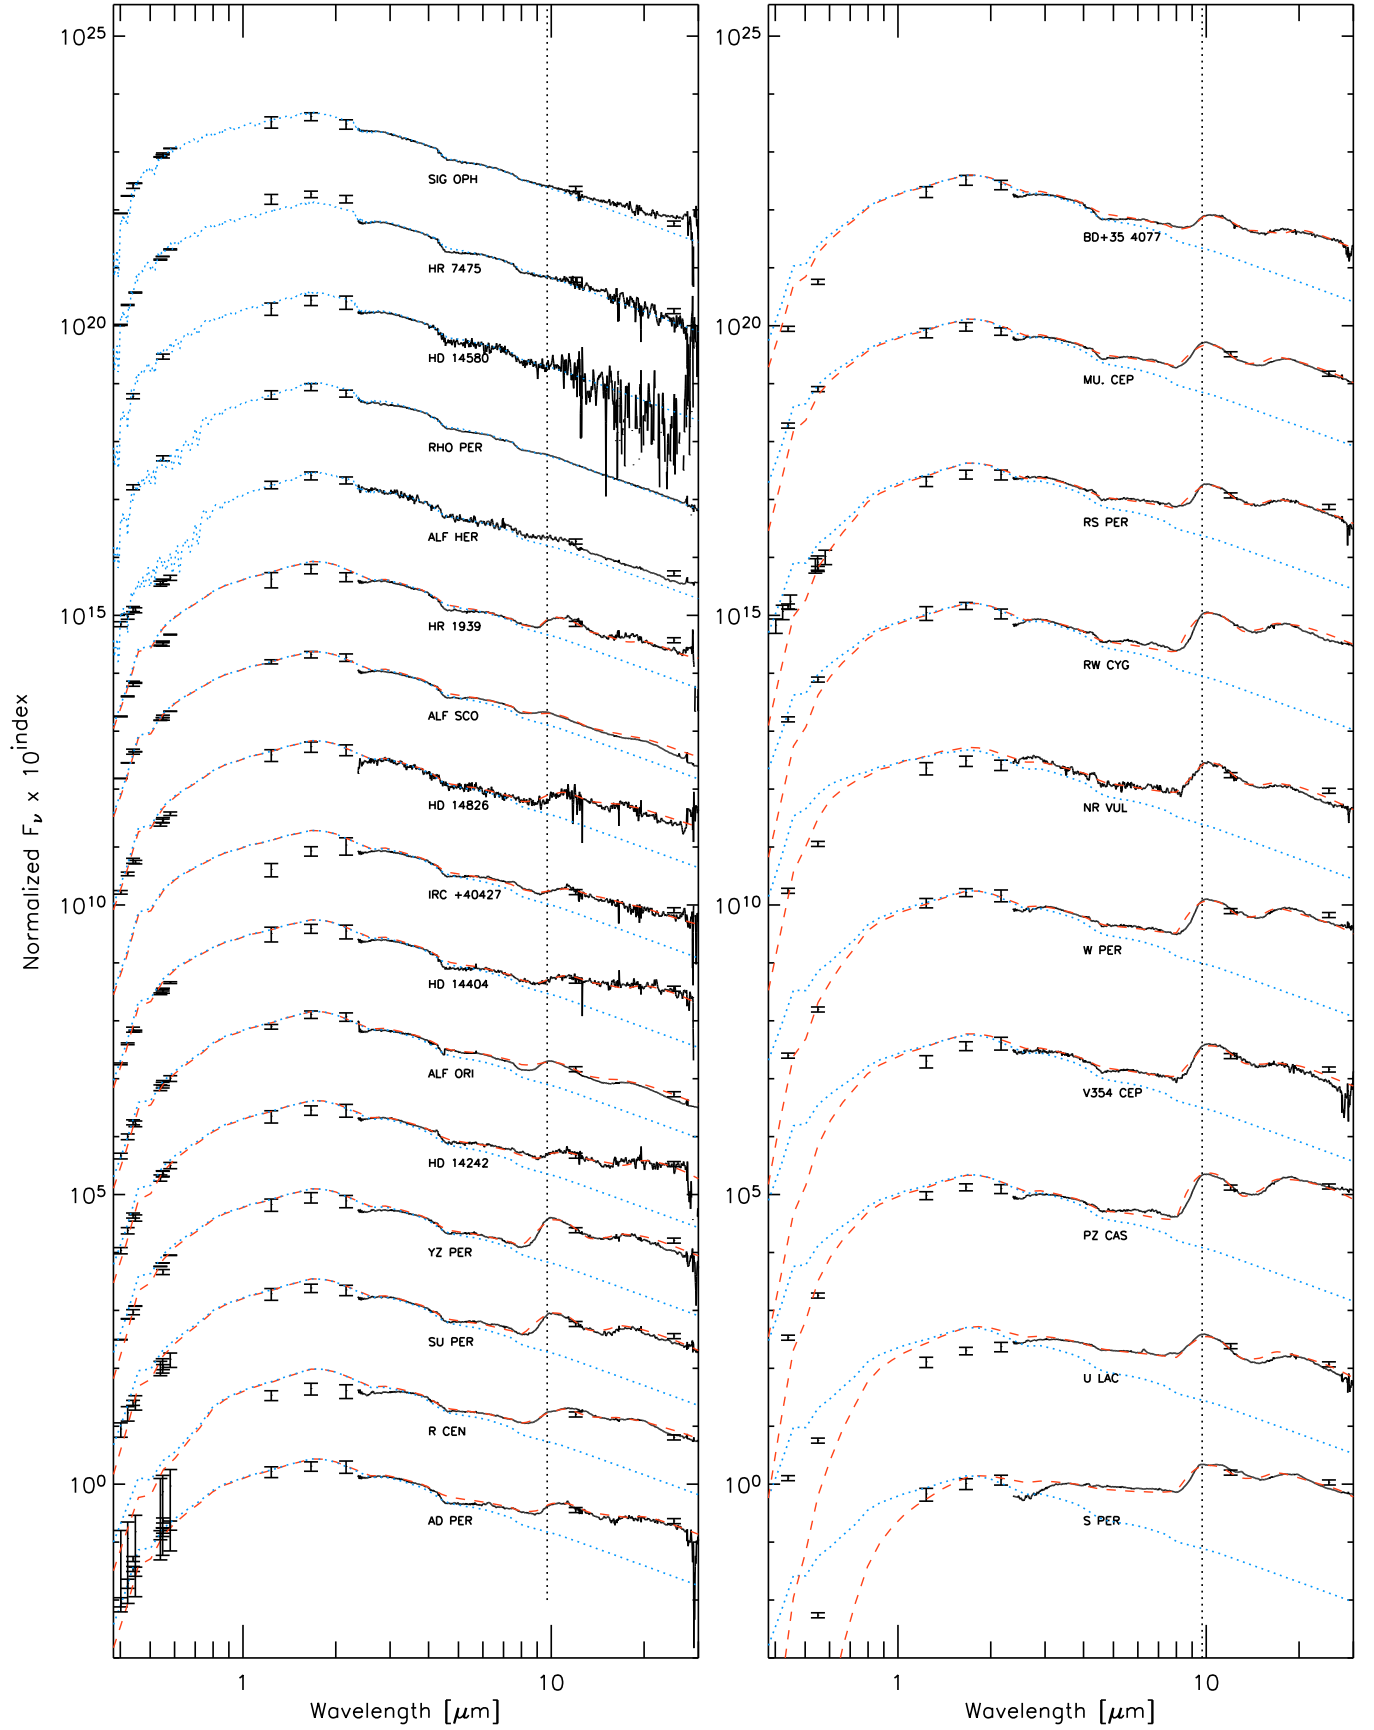 10^25
10^20
10^15
10^10
10^5
10^0
Normalized Fν x 10^index
SIG OPH
HR 7475
HD 14580
RHO PER
ALF HER
HR 1939
ALF SCO
HD 14826
IRC +40427
HD 14404
ALF ORI
HD 14242
YZ PER
SU PER
R CEN
AD PER
1
10
Wavelength [μm]
10^25
10^20
10^15
10^10
10^5
10^0
BD+35 4077
MU. CEP
RS PER
RW CYG
NR VUL
W PER
V354 CEP
PZ CAS
U LAC
S PER
1
10
Wavelength [μm]